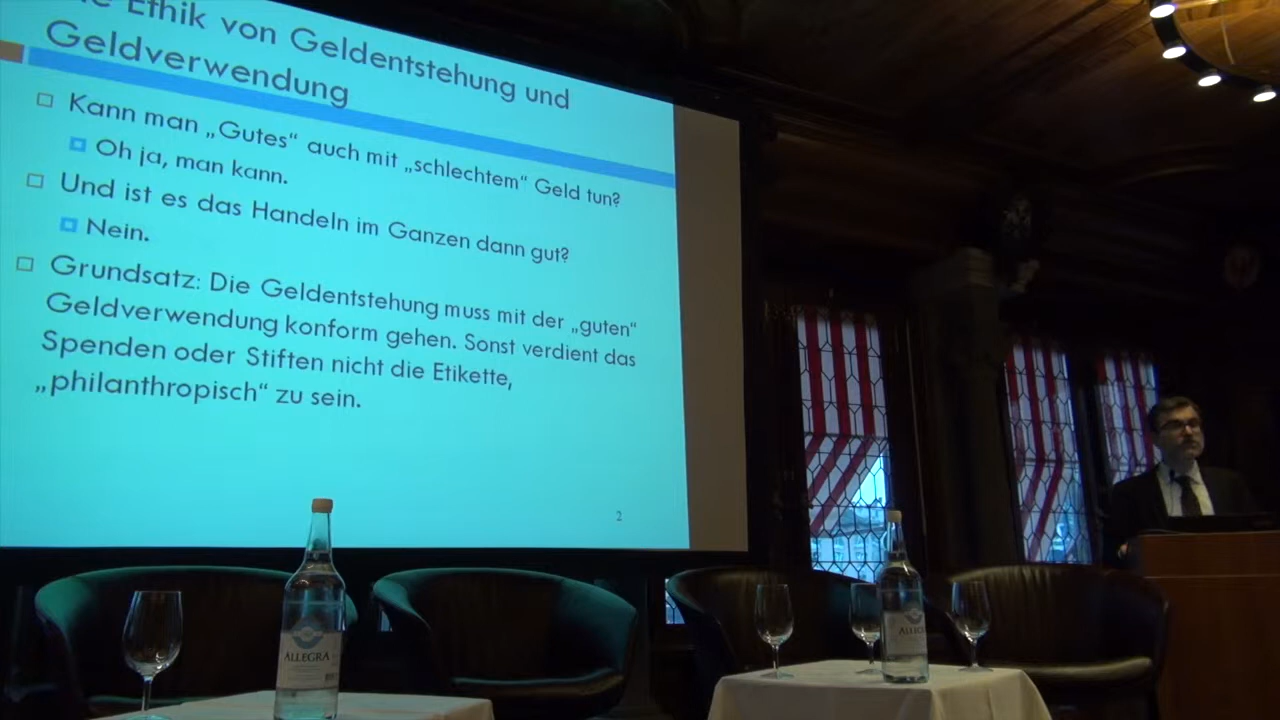 Ethik von Geldentstehung und
Geldverwendung
Kann man „Gutes“ auch mit „schlechtem“ Geld tun?
Oh ja, man kann.
Und ist es das Handeln im Ganzen dann gut?
Nein.
Grundsatz: Die Geldentstehung muss mit der „guten“
Geldverwendung konform gehen. Sonst verdient das
Spenden oder Stiften nicht die Etikette,
„philanthropisch“ zu sein.
2
ALLEGRA